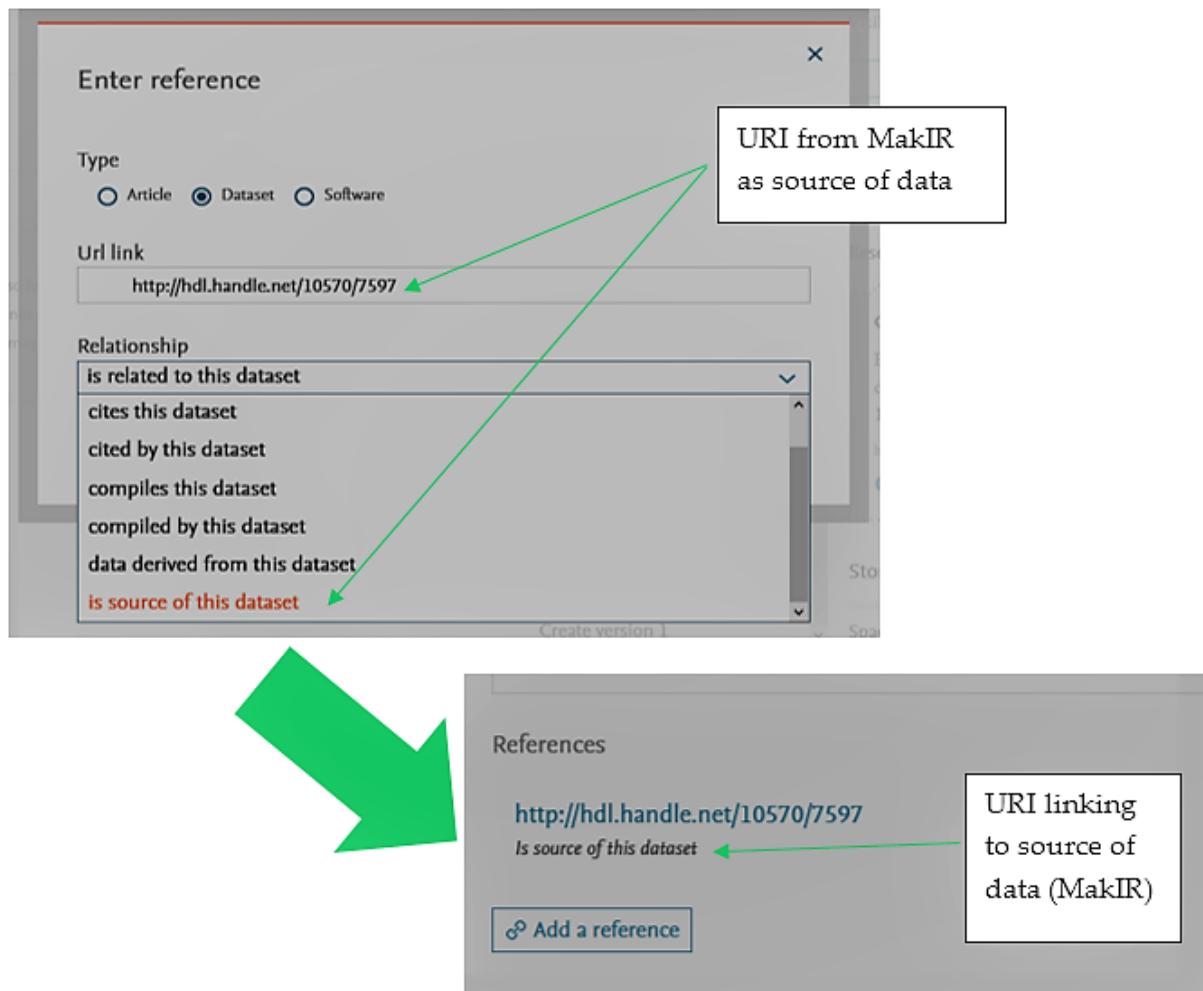 Enter reference
URI from MakIR
as source of data
Type
Article Dataset Software
Url link
http://hdl.handle.net/10570/7597
Relationship
is related to this dataset
cites this dataset
cited by this dataset
compiles this dataset
compiled by this dataset
data derived from this dataset
is source of this dataset
Create version 1
References
http://hdl.handle.net/10570/7597
Is source of this dataset
URI linking
to source of
data (MakIR)
Add a reference